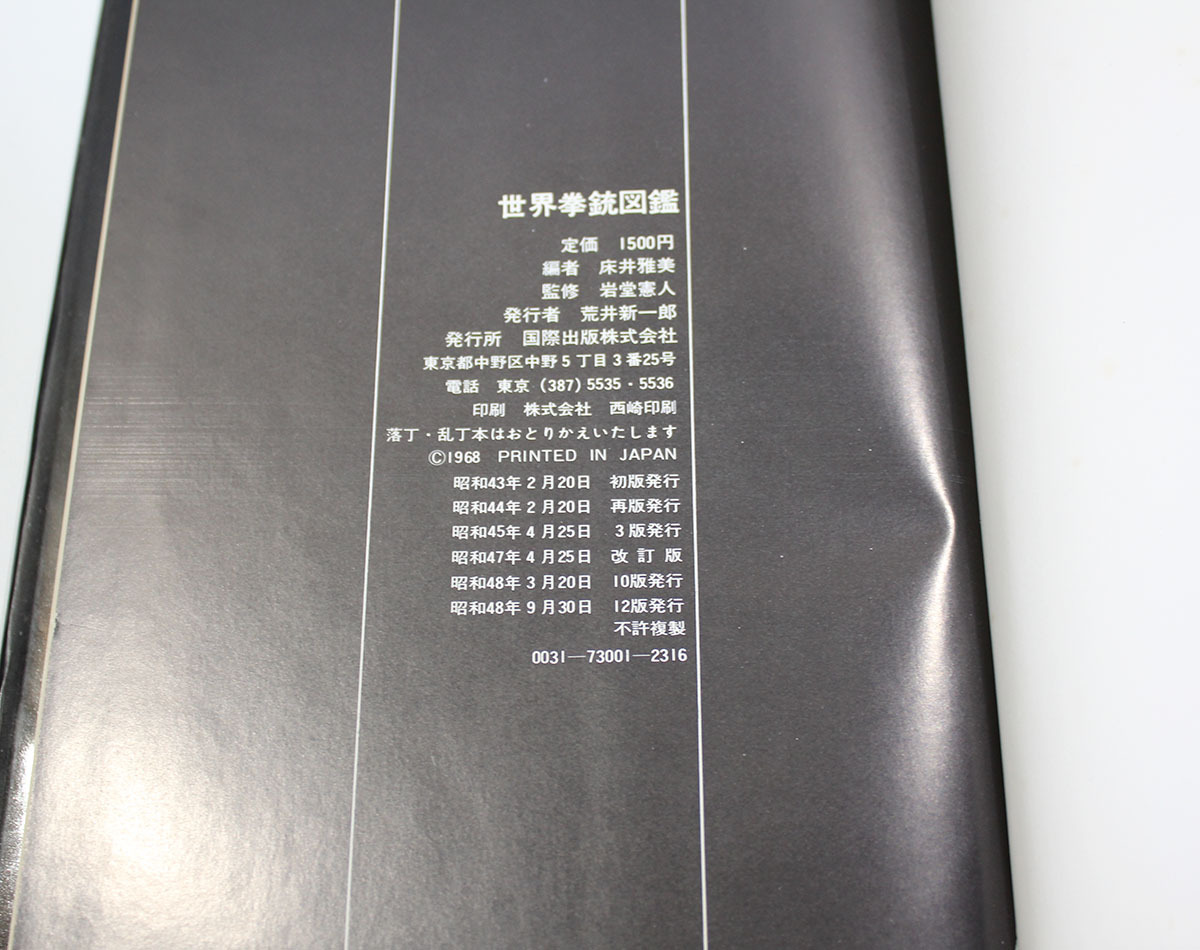 世界拳銃図鑑
定価 1500円
編者 床井雅美
監修 岩堂憲人
発行者 荒井新一郎
発行所 国際出版株式会社
東京都中野区中野5丁目3番25号
電話 東京(387)5535・5536
印刷 株式会社 西崎印刷
落丁・乱丁本はおとりかえいたします
©1968 PRINTED IN JAPAN
昭和43年2月20日 初版発行
昭和44年2月20日 再版発行
昭和45年4月25日 3版発行
昭和47年4月25日 改訂版
昭和48年3月20日 10版発行
昭和48年9月30日 12版発行
不許複製
0031—73001—2316